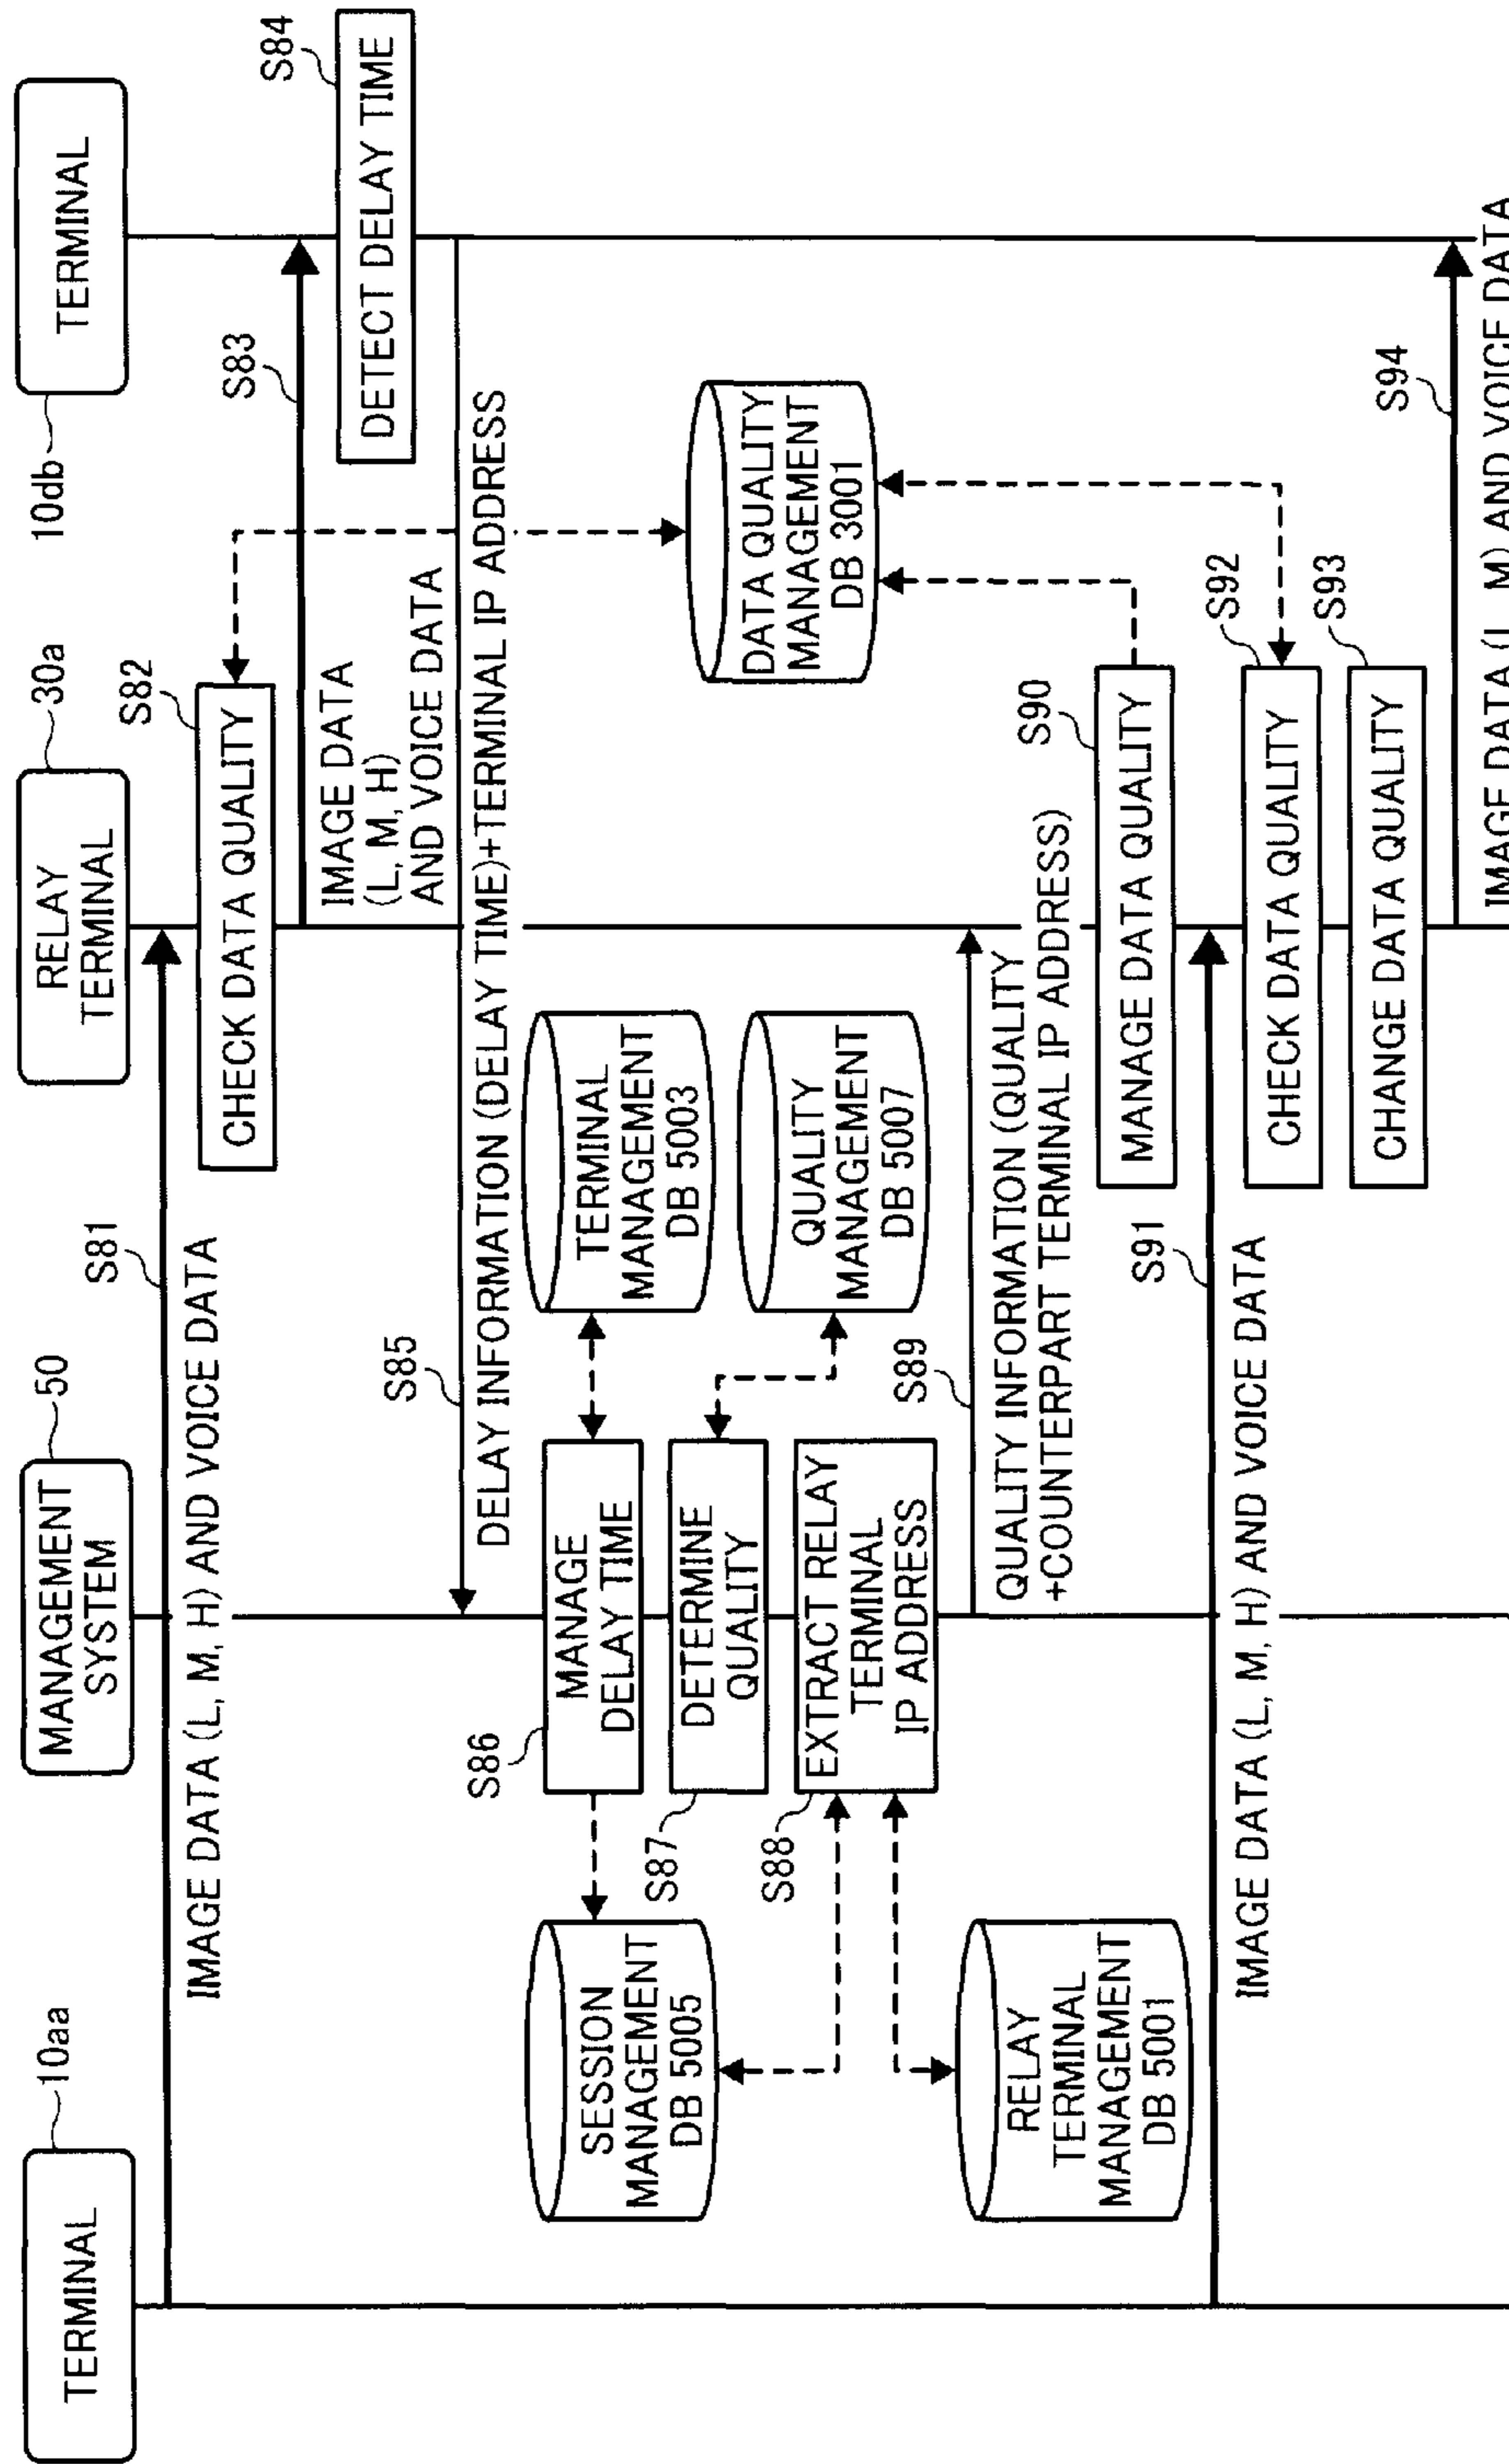 TERMINAL
10aa
MANAGEMENT
SYSTEM
50
RELAY
TERMINAL
30a
TERMINAL
10db
S81
IMAGE DATA (L, M, H) AND VOICE DATA
S82
CHECK DATA QUALITY
S83
IMAGE DATA
(L, M, H)
AND VOICE DATA
S84
DETECT DELAY TIME
S85
DELAY INFORMATION (DELAY TIME)+TERMINAL IP ADDRESS
S86
MANAGE
DELAY TIME
SESSION
MANAGEMENT
DB 5005
TERMINAL
MANAGEMENT
DB 5003
S87
DETERMINE
QUALITY
QUALITY
MANAGEMENT
DB 5007
DATA QUALITY
MANAGEMENT
DB 3001
S88
EXTRACT RELAY
TERMINAL
IP ADDRESS
RELAY
TERMINAL
MANAGEMENT
DB 5001
S89
QUALITY INFORMATION (QUALITY
+COUNTERPART TERMINAL IP ADDRESS)
S90
MANAGE DATA QUALITY
S91
IMAGE DATA (L, M, H) AND VOICE DATA
S92
CHECK DATA QUALITY
S93
CHANGE DATA QUALITY
S94
IMAGE DATA (L, M) AND VOICE DATA